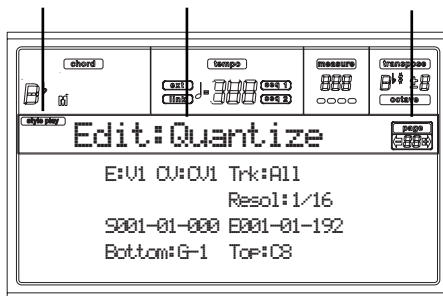 chord tempo measure transpose
ext seq 1
link seq 2
octave
style play page
Edit:Quantize
E:V1 CV:CV1 Trk:All
Resol:1/16
S001-01-000 E001-01-192
Bottom:G-1 Top:C8